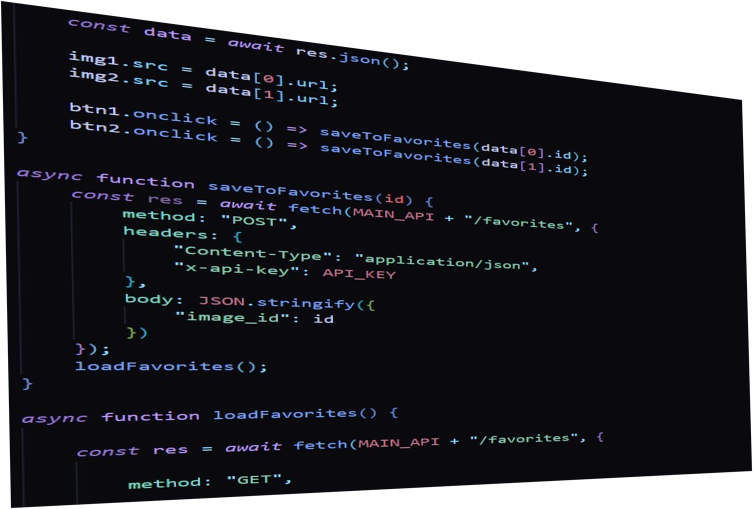 const data = await res.json();
img1.src = data[0].url;
img2.src = data[1].url;
btn1.onclick = () => saveToFavorites(data[0].id);
btn2.onclick = () => saveToFavorites(data[1].id);
}
async function saveToFavorites(id) {
const res = await fetch(MAIN_API + "/favorites", {
method: "POST",
headers: {
"Content-Type": "application/json",
"x-api-key": API_KEY
},
body: JSON.stringify({
"image_id": id
})
});
loadFavorites();
}
async function loadFavorites() {
const res = await fetch(MAIN_API + "/favorites", {
method: "GET",